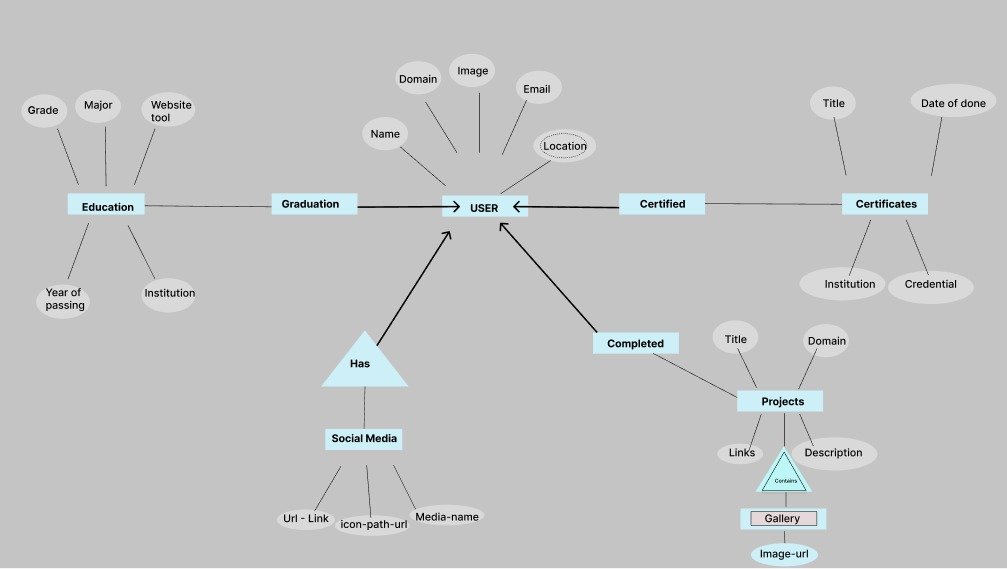 Image
Domain
Email
Grade
Major
Website
tool
Title
Date of done
Name
Location
Education
Graduation
USER
Certified
Certificates
Year of
passing
Institution
Institution
Credential
Has
Completed
Title
Domain
Projects
Social Media
Links
Description
Contains
Url - Link
icon-path-url
Media-name
Gallery
Image-url